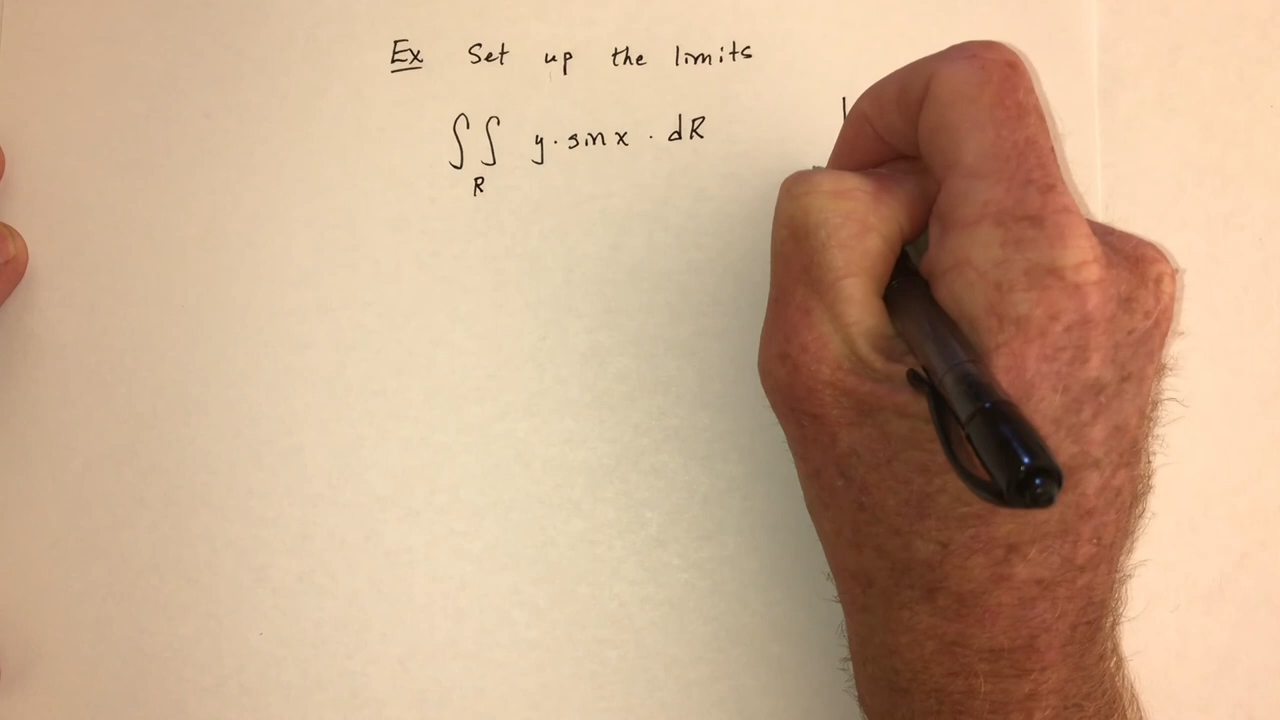 Ex Set up the limits
∫∫ y · sin x · dR
R